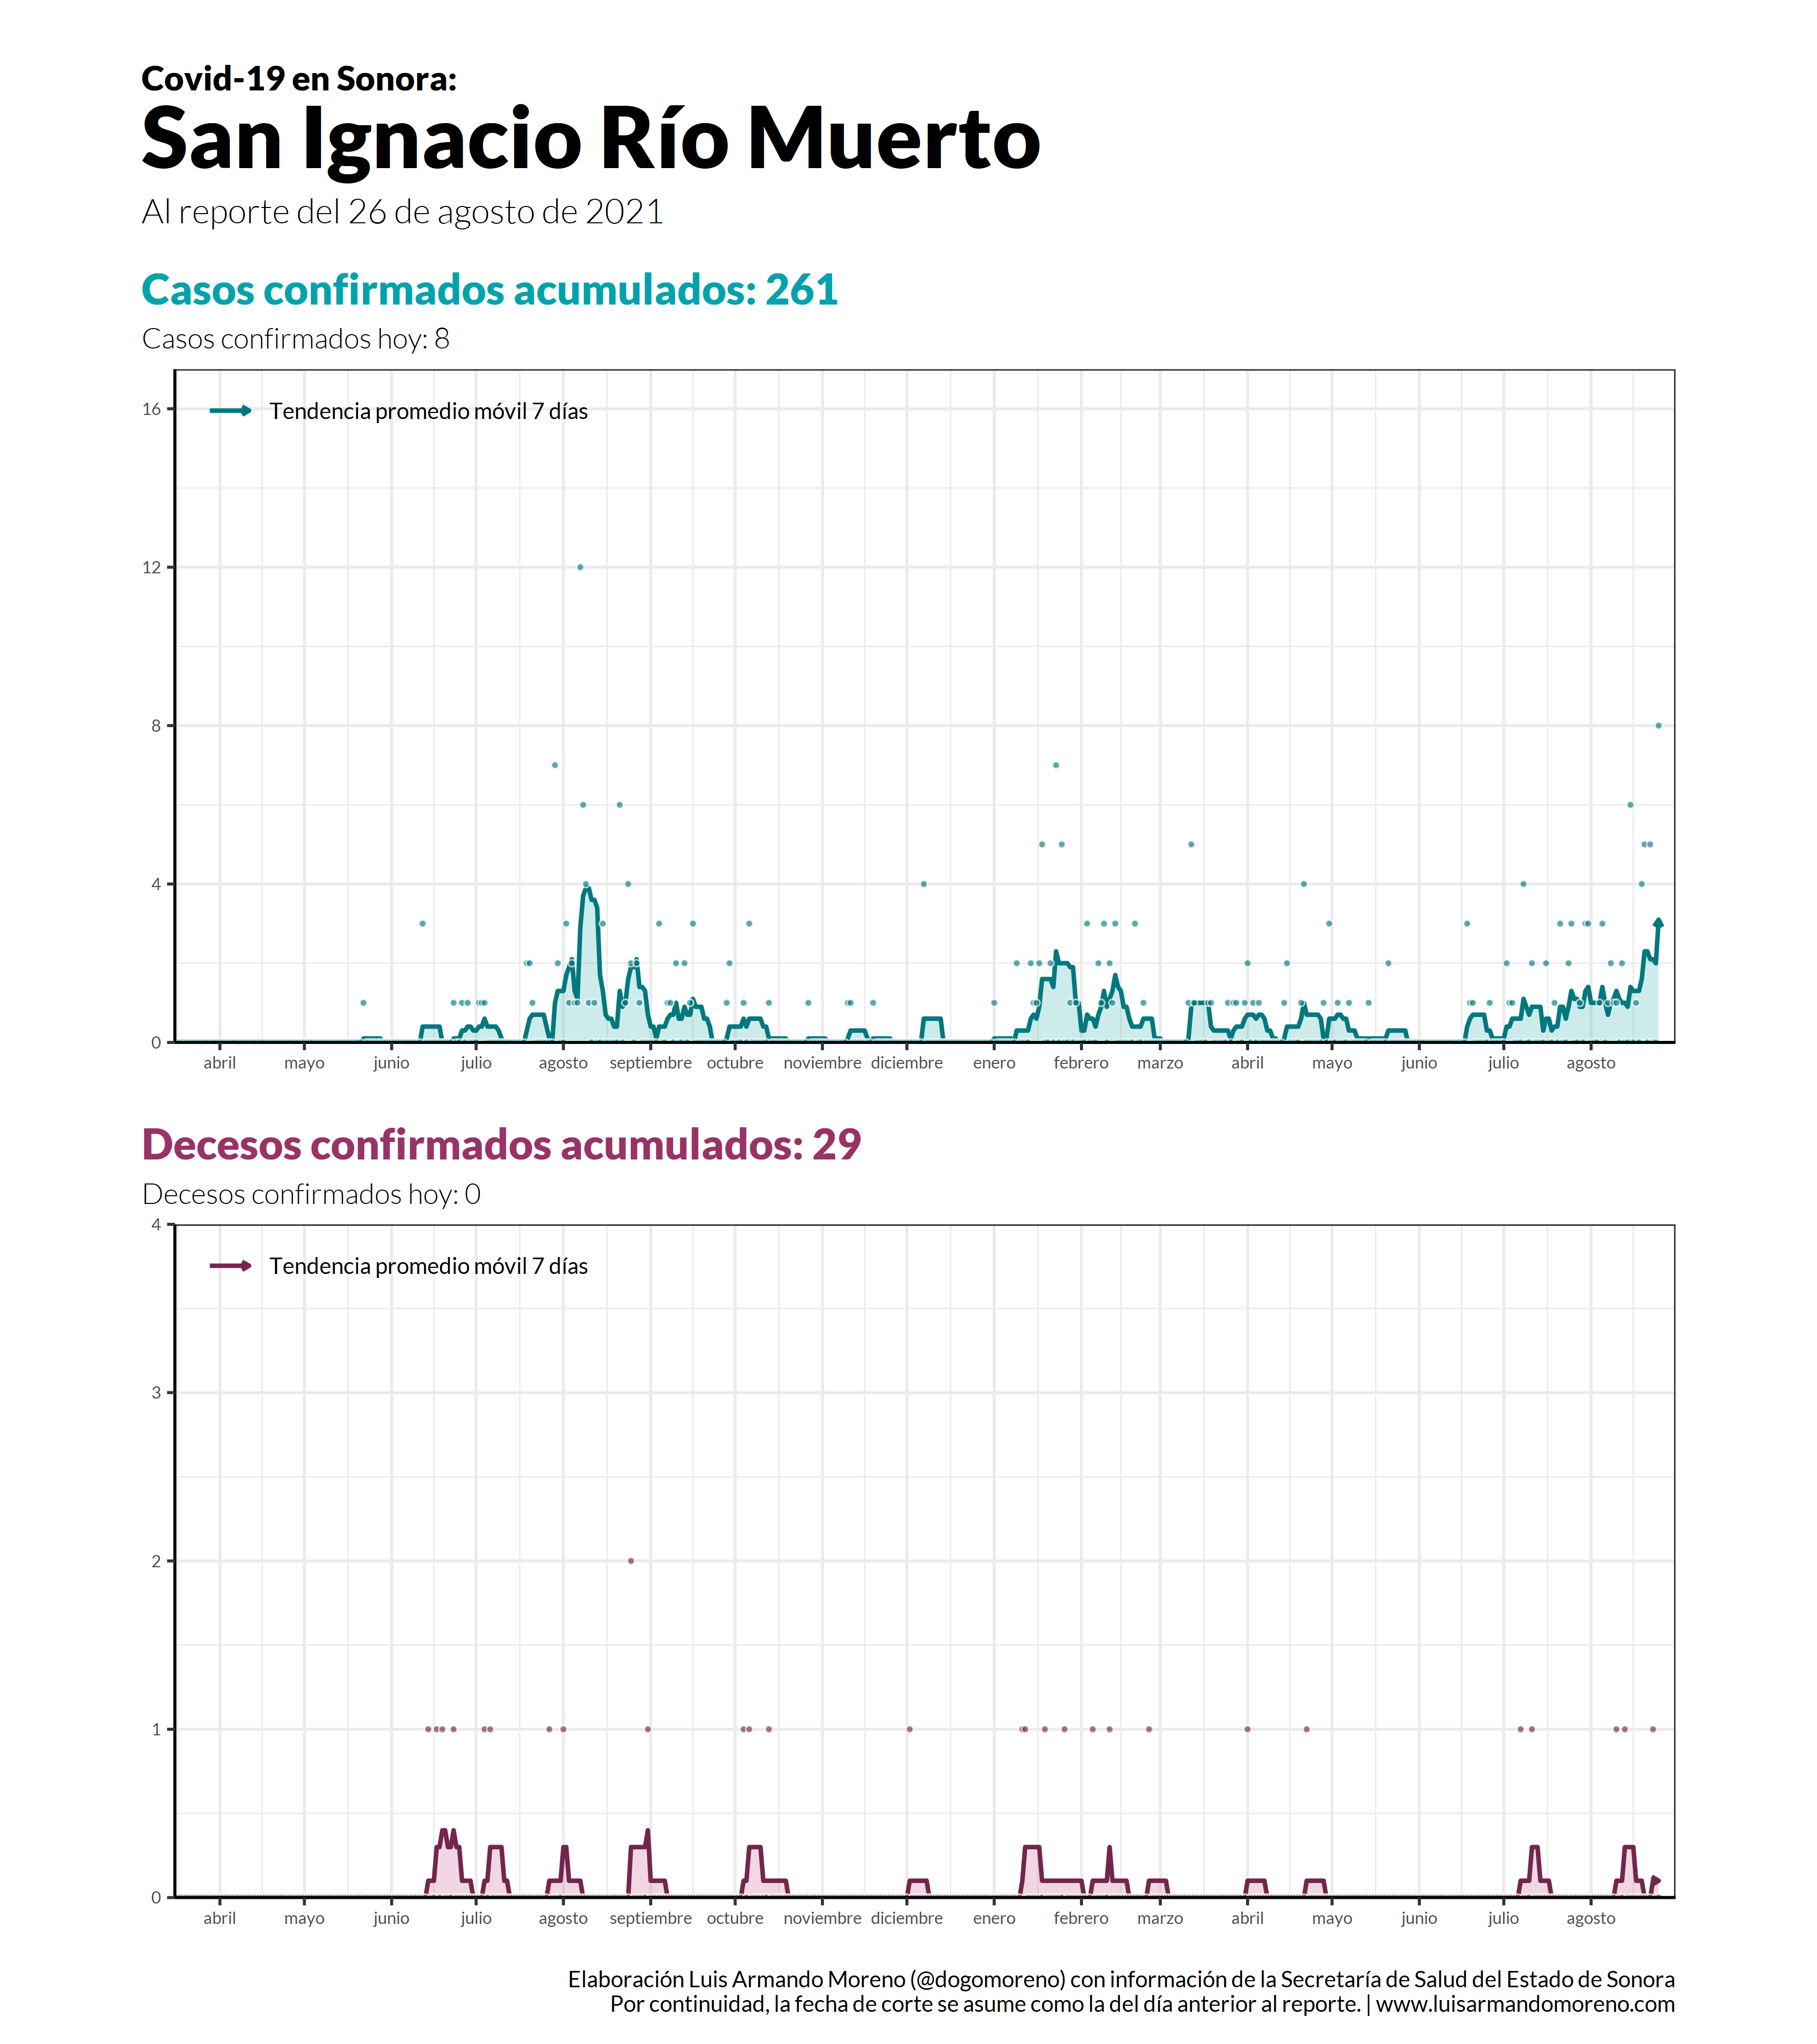 Covid-19 en Sonora:
San Ignacio Río Muerto
Al reporte del 26 de agosto de 2021
Casos confirmados acumulados: 261
Casos confirmados hoy: 8
16
Tendencia promedio móvil 7 días
12
8
4
0
abril mayo junio julio agosto septiembre octubre noviembre diciembre enero febrero marzo abril mayo junio julio agosto
Decesos confirmados acumulados: 29
Decesos confirmados hoy: 0
4
Tendencia promedio móvil 7 días
3
2
1
0
abril mayo junio julio agosto septiembre octubre noviembre diciembre enero febrero marzo abril mayo junio julio agosto
Elaboración Luis Armando Moreno (@dogomoreno) con información de la Secretaría de Salud del Estado de Sonora
Por continuidad, la fecha de corte se asume como la del día anterior al reporte. | www.luisarmandomoreno.com